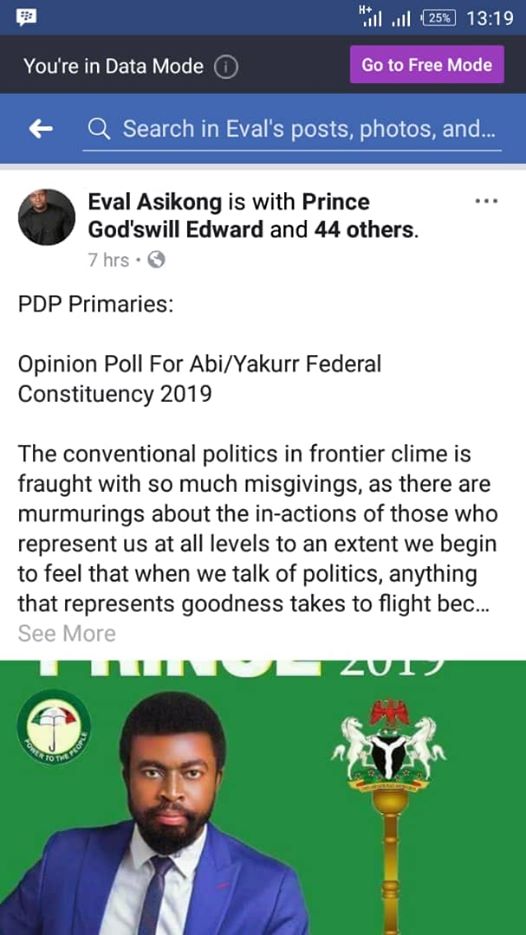 H+
25%
13:19
You're in Data Mode
Go to Free Mode
Search in Eval's posts, photos, and...
Eval Asikong is with Prince
God'swill Edward and 44 others.
7 hrs
PDP Primaries:
Opinion Poll For Abi/Yakurr Federal
Constituency 2019
The conventional politics in frontier clime is
fraught with so much misgivings, as there are
murmurings about the in-actions of those who
represent us at all levels to an extent we begin
to feel that when we talk of politics, anything
that represents goodness takes to flight bec...
See More
PRINCE 2019
POWER TO THE PEOPLE